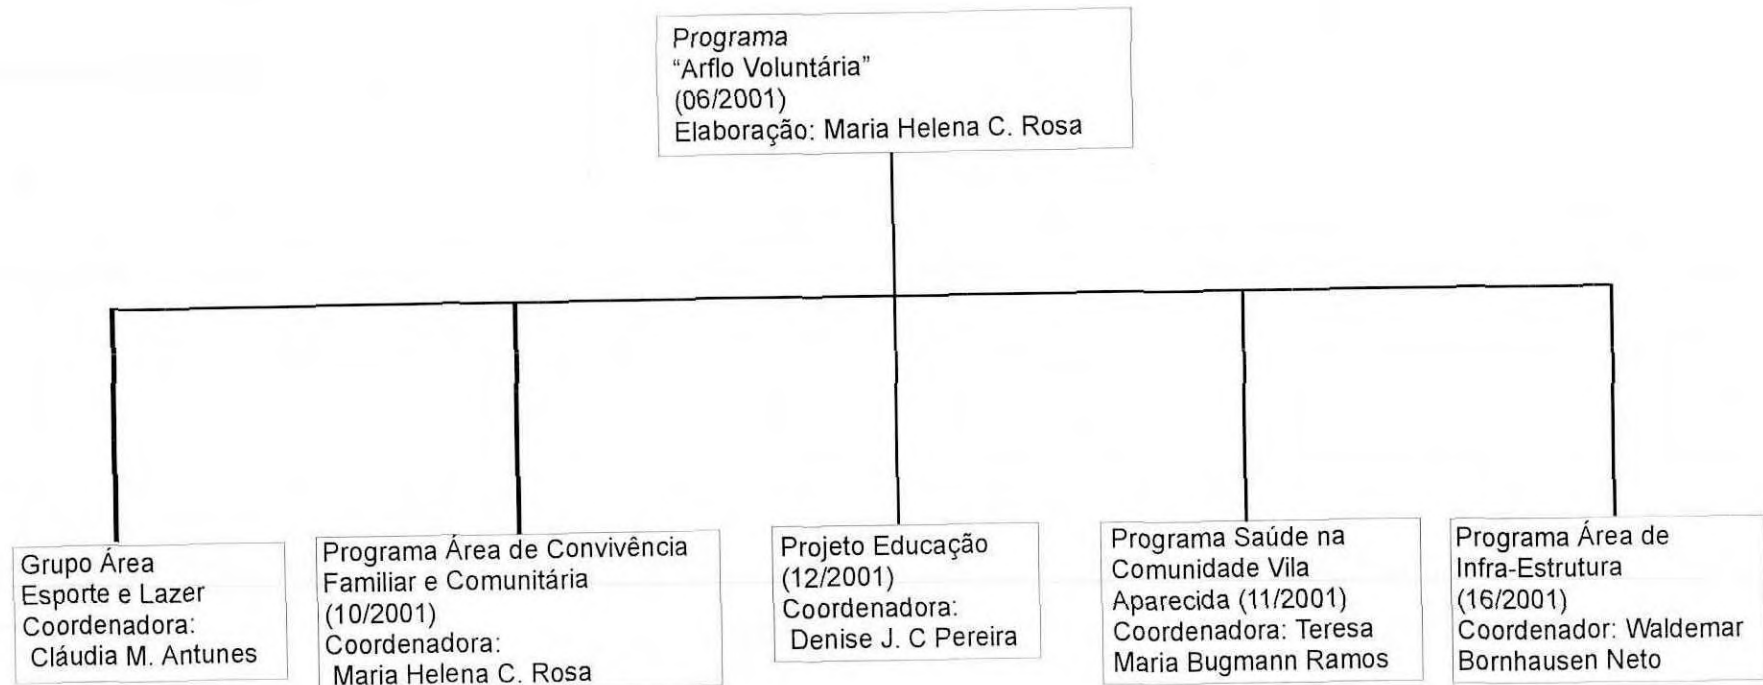 Programa
“Arflo Voluntária”
(06/2001)
Elaboração: Maria Helena C. Rosa
Grupo Área
Esporte e Lazer
Coordenadora:
Cláudia M. Antunes
Programa Área de Convivência
Familiar e Comunitária
(10/2001)
Coordenadora:
Maria Helena C. Rosa
Projeto Educação
(12/2001)
Coordenadora:
Denise J. C Pereira
Programa Saúde na
Comunidade Vila
Aparecida (11/2001)
Coordenadora: Teresa
Maria Bugmann Ramos
Programa Área de
Infra-Estrutura
(16/2001)
Coordenador: Waldemar
Bornhausen Neto